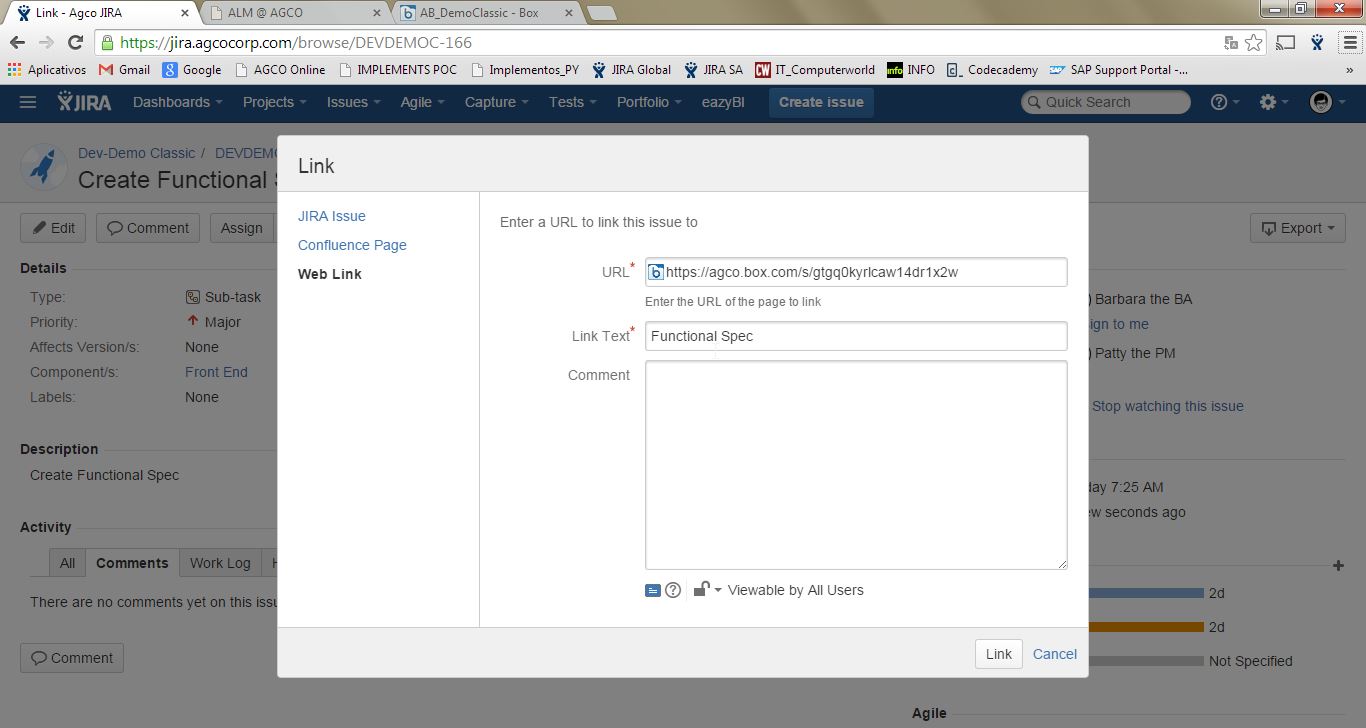 Link - Agco JIRA
ALM @ AGCO
AB_DemoClassic - Box
https://jira.agcocorp.com/browse/DEVDEMOC-166
Aplicativos Gmail Google AGCO Online IMPLEMENTS POC Implementos_PY JIRA Global JIRA SA IT_Computerworld INFO Codecademy SAP Support Portal -... »
JIRA Dashboards Projects Issues Agile Capture Tests Portfolio eazyBI Create issue Quick Search
Dev-Demo Classic / DEVDEMO
Create Functional S
Edit Comment Assign Export
Link
JIRA Issue
Confluence Page
Web Link
Enter a URL to link this issue to
URL* https://agco.box.com/s/gtgq0kyrlcaw14dr1x2w
Enter the URL of the page to link
Link Text* Functional Spec
Comment
Viewable by All Users
Link Cancel
Details
Type: Sub-task
Priority: Major
Affects Version/s: None
Component/s: Front End
Labels: None
Description
Create Functional Spec
Activity
All Comments Work Log H
There are no comments yet on this issu
Comment
) Barbara the BA
ign to me
) Patty the PM
Stop watching this issue
day 7:25 AM
ew seconds ago
2d
2d
Not Specified
Agile